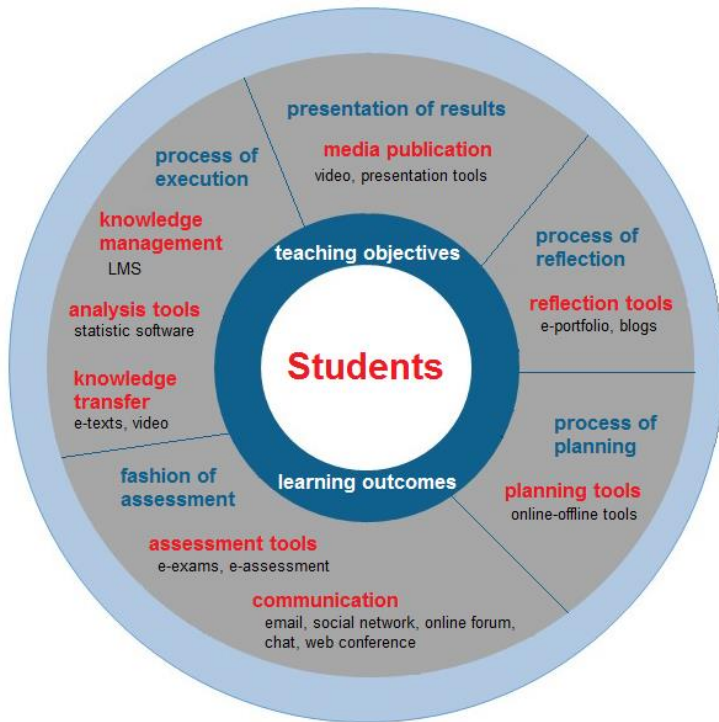 presentation of results
media publication
video, presentation tools
process of
execution
knowledge
management
LMS
analysis tools
statistic software
knowledge
transfer
e-texts, video
teaching objectives
Students
learning outcomes
process of
reflection
reflection tools
e-portfolio, blogs
process of
planning
planning tools
online-offline tools
fashion of
assessment
assessment tools
e-exams, e-assessment
communication
email, social network, online forum,
chat, web conference